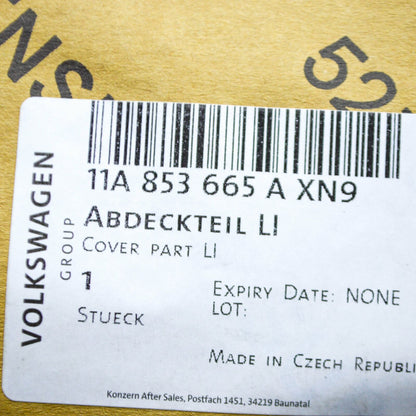 52
VOLKSWAGEN
GROUP
11A 853 665 A XN9
ABDECKTEIL LI
COVER PART LI
1
STUECK
EXPIRY DATE: NONE
LOT:
MADE IN CZECH REPUBLI
Konzern After Sales, Postfach 1451, 34219 Baunatal